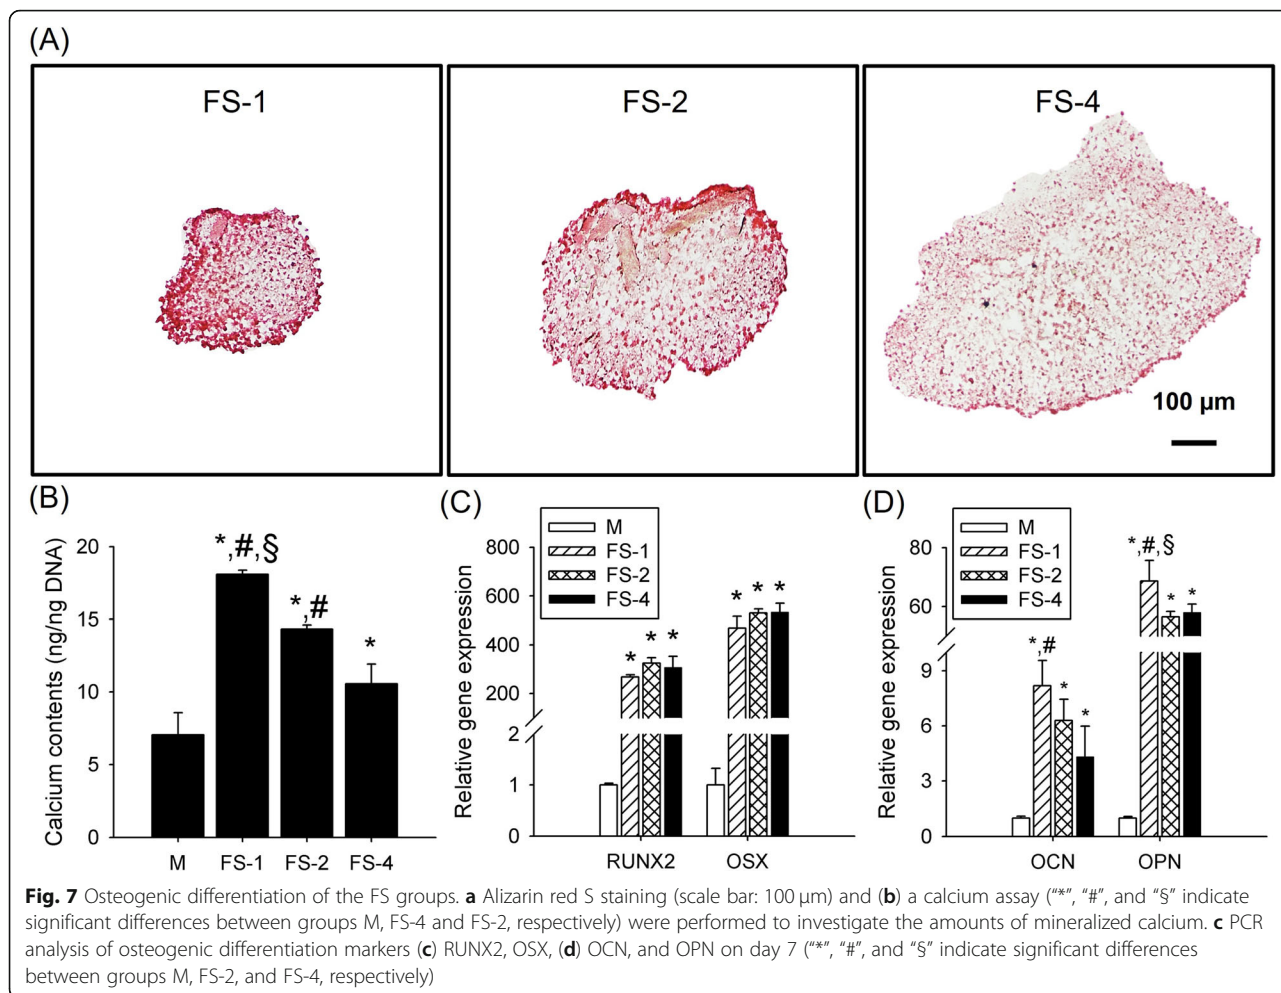 (A)
FS-1
FS-2
FS-4
100 µm
(B)
Calcium contents (ng/ng DNA)
20
15
10
5
0
*,#,§
*,#
*
M
FS-1
FS-2
FS-4
(C)
M
FS-1
FS-2
FS-4
Relative gene expression
800
600
400
200
2
1
0
* * *
* * *
RUNX2
OSX
(D)
M
FS-1
FS-2
FS-4
Relative gene expression
80
60
9
6
3
0
*,#
*
*
*,#,§
*
*
OCN
OPN
Fig. 7 Osteogenic differentiation of the FS groups. a Alizarin red S staining (scale bar: 100 µm) and (b) a calcium assay (“*”, “#”, and “§” indicate
significant differences between groups M, FS-4 and FS-2, respectively) were performed to investigate the amounts of mineralized calcium. c PCR
analysis of osteogenic differentiation markers (c) RUNX2, OSX, (d) OCN, and OPN on day 7 (“*”, “#”, and “§” indicate significant differences
between groups M, FS-2, and FS-4, respectively)